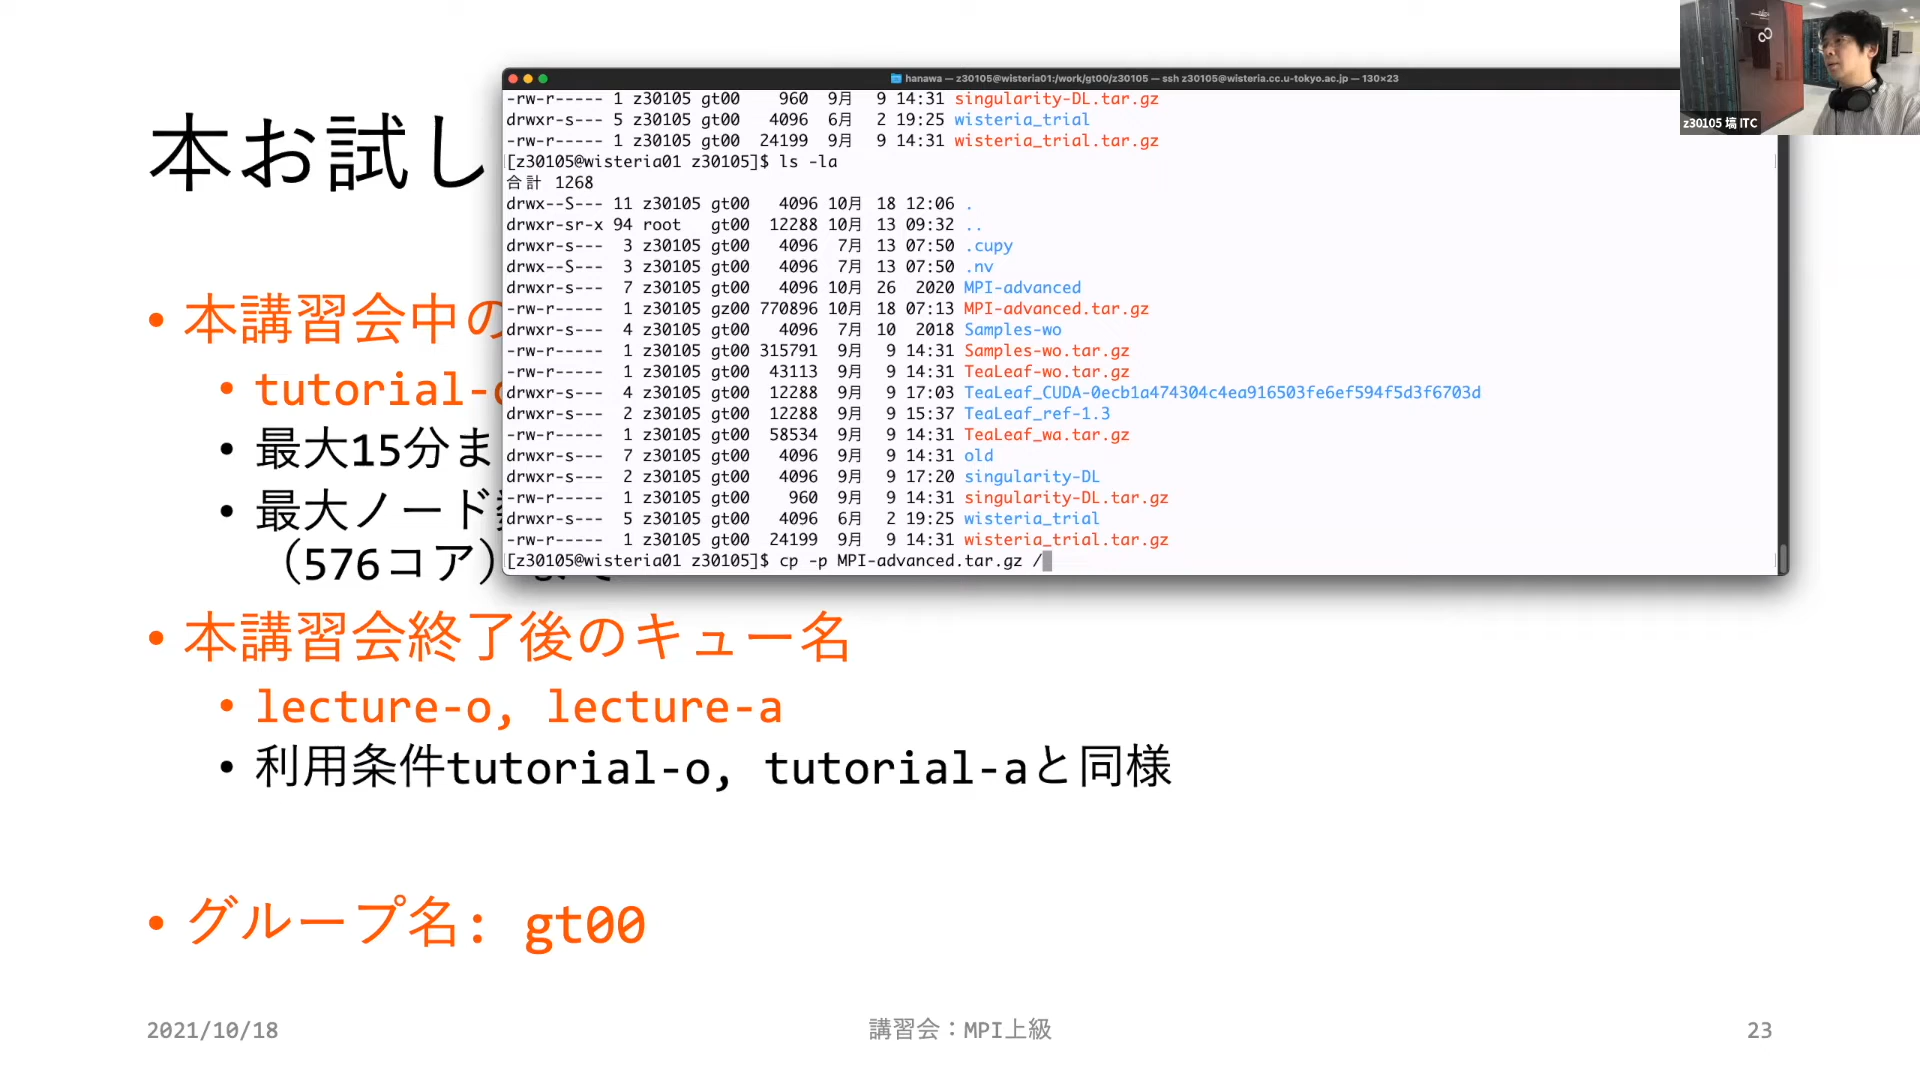 本お試し
hanawa — z30105@wisteria01:/work/gt00/z30105 — ssh z30105@wisteria.cc.u-tokyo.ac.jp — 130×23
-rw-r----- 1 z30105 gt00 960 9月 9 14:31 singularity-DL.tar.gz
drwxr-s--- 5 z30105 gt00 4096 6月 2 19:25 wisteria_trial
-rw-r----- 1 z30105 gt00 24199 9月 9 14:31 wisteria_trial.tar.gz
[z30105@wisteria01 z30105]$ ls -la
合計 1268
drwx--S--- 11 z30105 gt00 4096 10月 18 12:06 .
drwxr-sr-x 94 root gt00 12288 10月 13 09:32 ..
drwxr-s--- 3 z30105 gt00 4096 7月 13 07:50 .cupy
drwx--S--- 3 z30105 gt00 4096 7月 13 07:50 .nv
drwxr-s--- 7 z30105 gt00 4096 10月 26 2020 MPI-advanced
-rw-r----- 1 z30105 gz00 770896 10月 18 07:13 MPI-advanced.tar.gz
drwxr-s--- 4 z30105 gt00 4096 7月 10 2018 Samples-wo
-rw-r----- 1 z30105 gt00 315791 9月 9 14:31 Samples-wo.tar.gz
-rw-r----- 1 z30105 gt00 43113 9月 9 14:31 TeaLeaf-wo.tar.gz
drwxr-s--- 4 z30105 gt00 12288 9月 9 17:03 TeaLeaf_CUDA-0ecb1a474304c4ea916503fe6ef594f5d3f6703d
drwxr-s--- 2 z30105 gt00 12288 9月 9 15:37 TeaLeaf_ref-1.3
-rw-r----- 1 z30105 gt00 58534 9月 9 14:31 TeaLeaf_wa.tar.gz
drwxr-s--- 7 z30105 gt00 4096 9月 9 14:31 old
drwxr-s--- 2 z30105 gt00 4096 9月 9 17:20 singularity-DL
-rw-r----- 1 z30105 gt00 960 9月 9 14:31 singularity-DL.tar.gz
drwxr-s--- 5 z30105 gt00 4096 6月 2 19:25 wisteria_trial
-rw-r----- 1 z30105 gt00 24199 9月 9 14:31 wisteria_trial.tar.gz
[z30105@wisteria01 z30105]$ cp -p MPI-advanced.tar.gz /
z30105 塙 ITC
• 本講習会中の
• tutorial-
• 最大15分ま
• 最大ノード
（576コア）
• 本講習会終了後のキュー名
• lecture-o, lecture-a
• 利用条件tutorial-o, tutorial-aと同様
• グループ名: gt00
2021/10/18
講習会：MPI上級
23